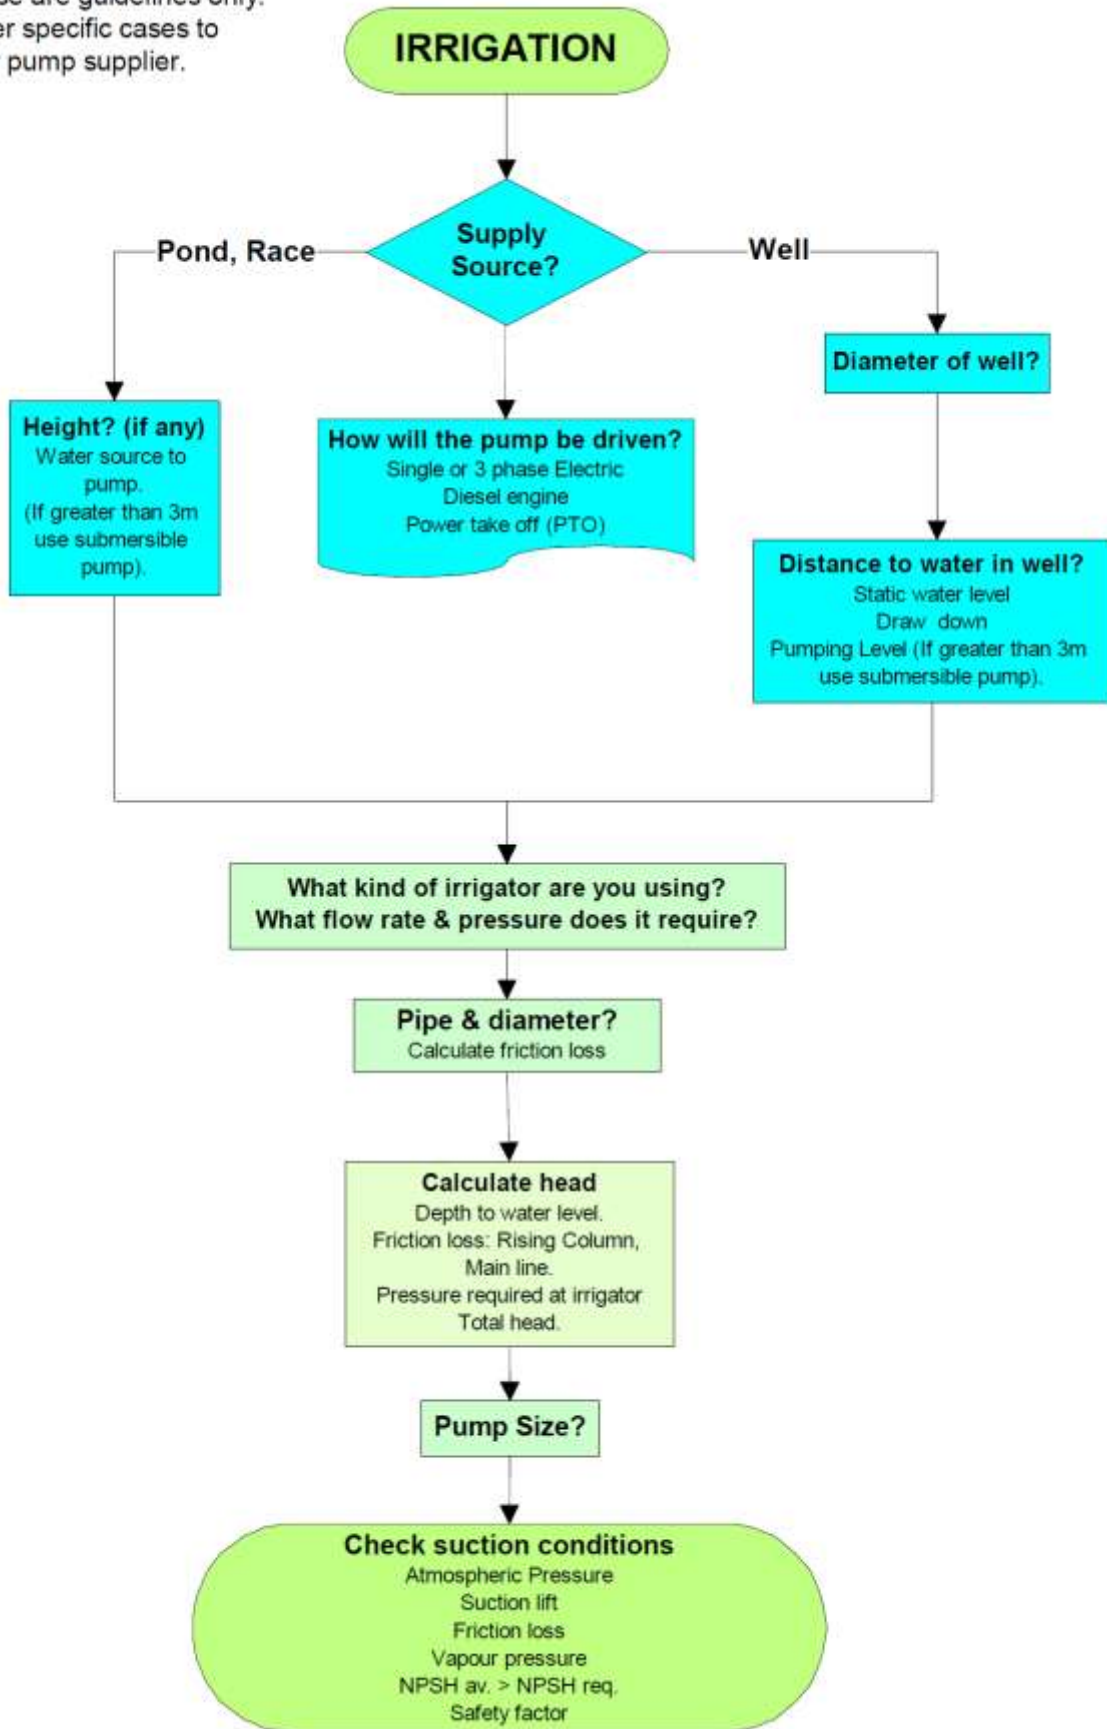 are guidelines only.
specific cases to
pump supplier.
IRRIGATION
Supply
Source?
Pond, Race
Well
Diameter of well?
Height? (if any)
Water source to
pump.
(If greater than 3m
use submersible
pump).
How will the pump be driven?
Single or 3 phase Electric
Diesel engine
Power take off (PTO)
Distance to water in well?
Static water level
Draw down
Pumping Level (If greater than 3m
use submersible pump).
What kind of irrigator are you using?
What flow rate & pressure does it require?
Pipe & diameter?
Calculate friction loss
Calculate head
Depth to water level.
Friction loss: Rising Column,
Main line.
Pressure required at irrigator
Total head.
Pump Size?
Check suction conditions
Atmospheric Pressure
Suction lift
Friction loss
Vapour pressure
NPSH av. > NPSH req.
Safety factor